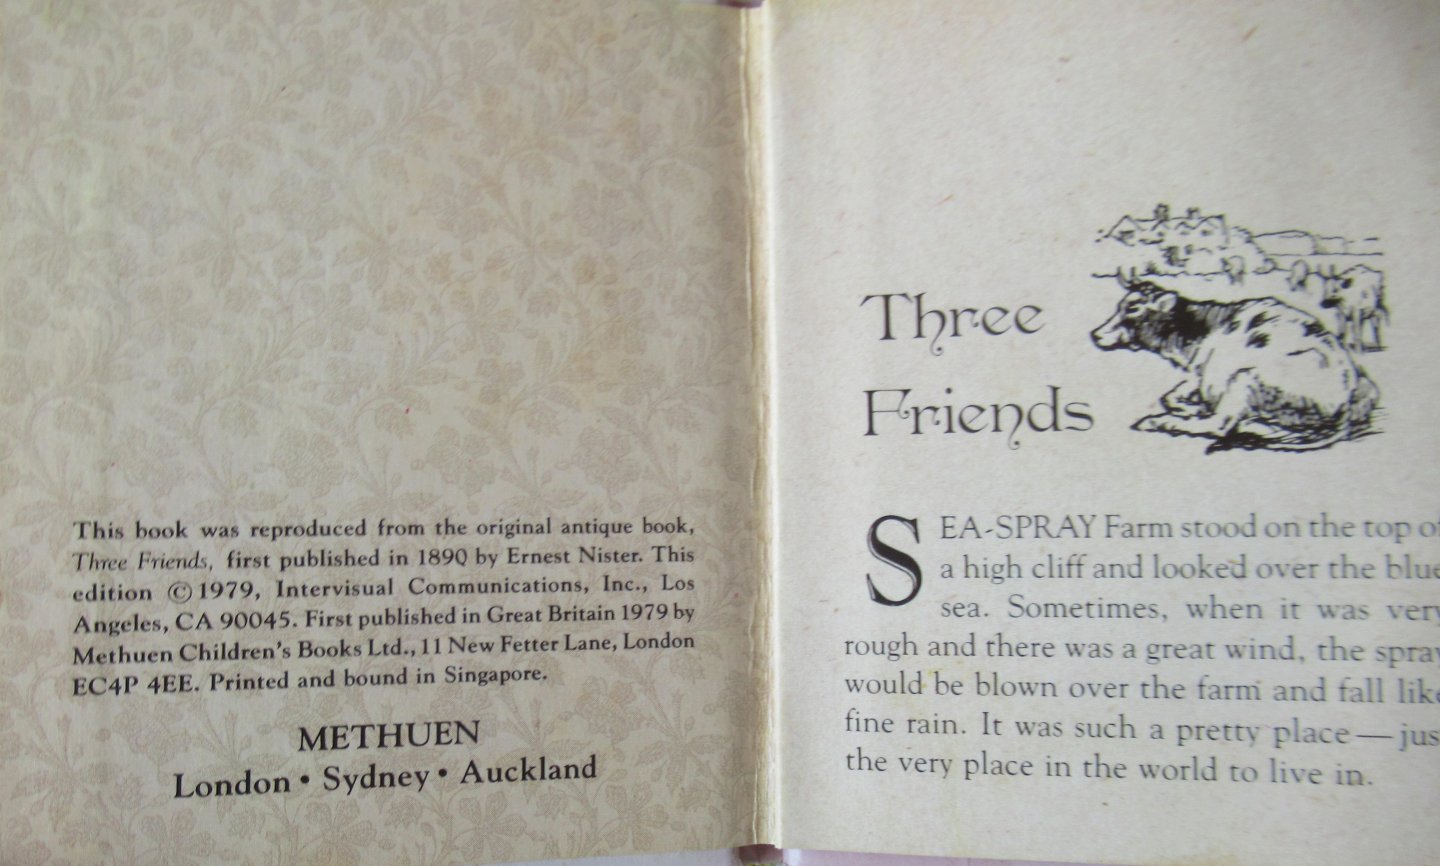 This book was reproduced from the original antique book,
Three Friends, first published in 1890 by Ernest Nister. This
edition © 1979, Intervisual Communications, Inc., Los
Angeles, CA 90045. First published in Great Britain 1979 by
Methuen Children's Books Ltd., 11 New Fetter Lane, London
EC4P 4EE. Printed and bound in Singapore.
METHUEN
London • Sydney • Auckland
Three
Friends
SEA-SPRAY Farm stood on the top of
a high cliff and looked over the blue
sea. Sometimes, when it was very
rough and there was a great wind, the spray
would be blown over the farm and fall like
fine rain. It was such a pretty place—jus
the very place in the world to live in.